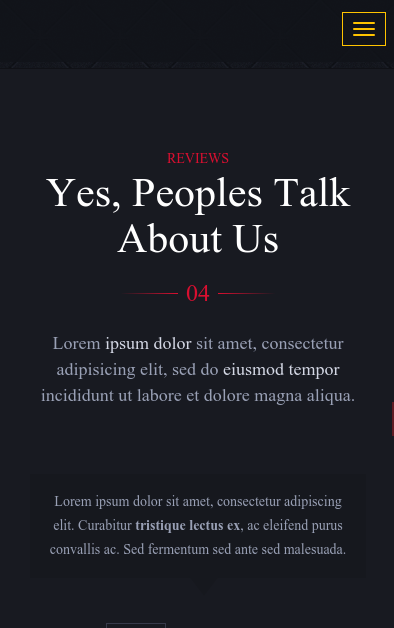 REVIEWS
Yes, Peoples Talk
About Us
04
Lorem ipsum dolor sit amet, consectetur
adipisicing elit, sed do eiusmod tempor
incididunt ut labore et dolore magna aliqua.
Lorem ipsum dolor sit amet, consectetur adipiscing
elit. Curabitur tristique lectus ex, ac eleifend purus
convallis ac. Sed fermentum sed ante sed malesuada.